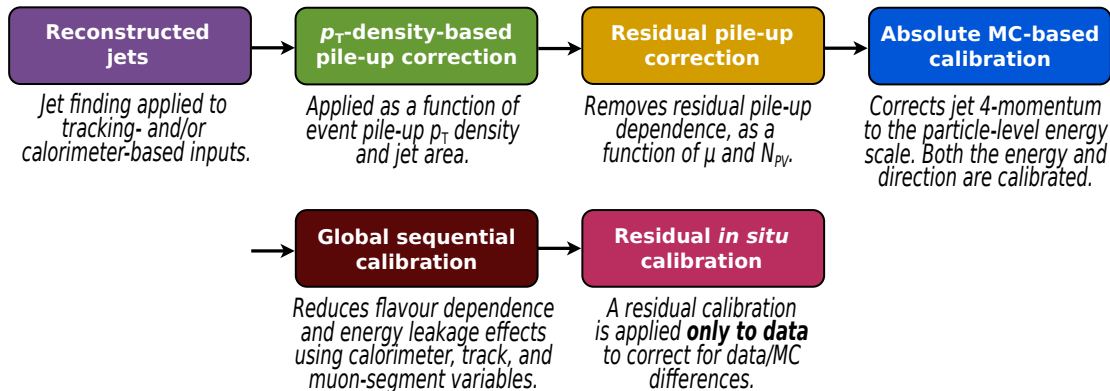 Reconstructed
jets
Jet finding applied to
tracking- and/or
calorimeter-based inputs.
pT-density-based
pile-up correction
Applied as a function of
event pile-up pT density
and jet area.
Residual pile-up
correction
Removes residual pile-up
dependence, as a
function of µ and NPV.
Absolute MC-based
calibration
Corrects jet 4-momentum
to the particle-level energy
scale. Both the energy and
direction are calibrated.
Global sequential
calibration
Reduces flavour dependence
and energy leakage effects
using calorimeter, track, and
muon-segment variables.
Residual in situ
calibration
A residual calibration
is applied only to data
to correct for data/MC
differences.